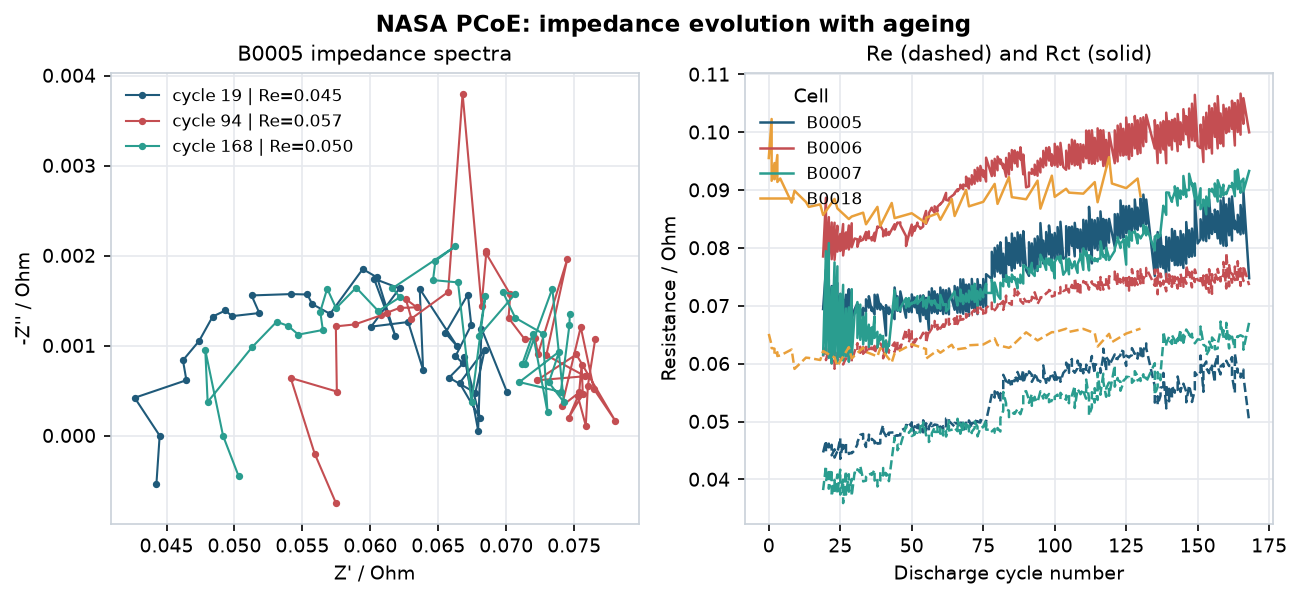 NASA PCoE: impedance evolution with ageing
B0005 impedance spectra
0.004
0.003
0.002
0.001
0.000
-Z'' / Ohm
cycle 19 | Re=0.045
cycle 94 | Re=0.057
cycle 168 | Re=0.050
0.045 0.050 0.055 0.060 0.065 0.070 0.075
Z' / Ohm
Re (dashed) and Rct (solid)
0.11
0.10
0.09
0.08
0.07
0.06
0.05
0.04
Resistance / Ohm
Cell
B0005
B0006
B0007
B0018
0 25 50 75 100 125 150 175
Discharge cycle number